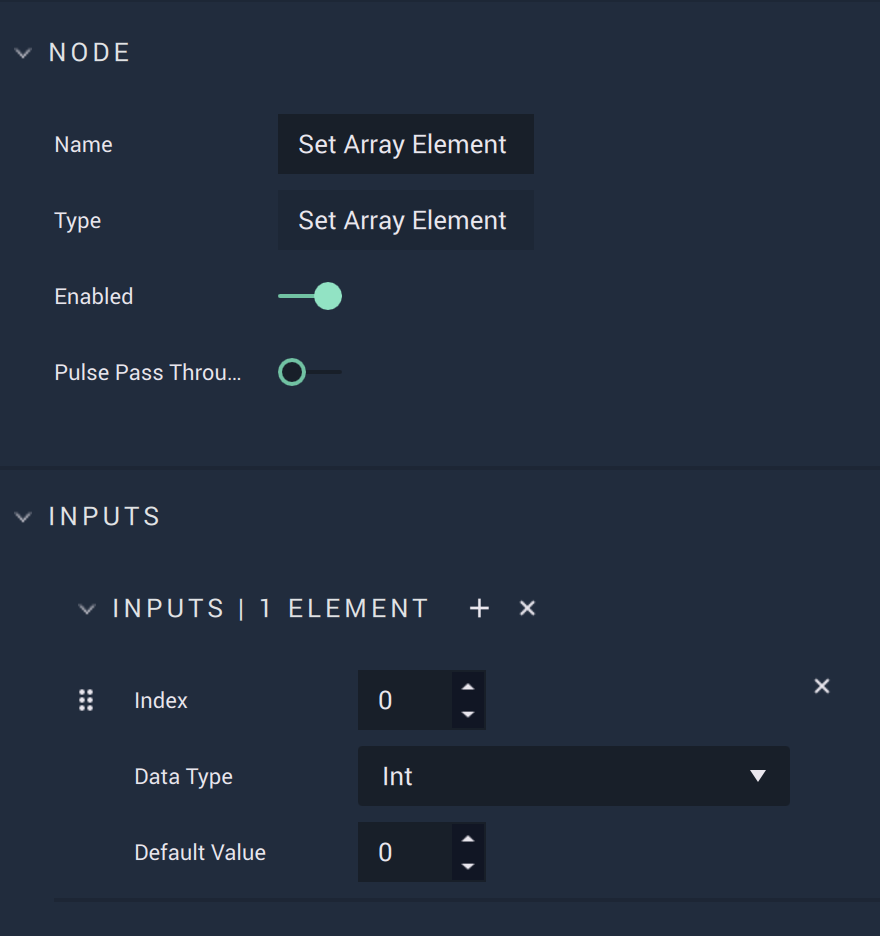 NODE
Name
Set Array Element
Type
Set Array Element
Enabled
Pulse Pass Throu...
INPUTS
INPUTS | 1 ELEMENT
Index
0
Data Type
Int
Default Value
0